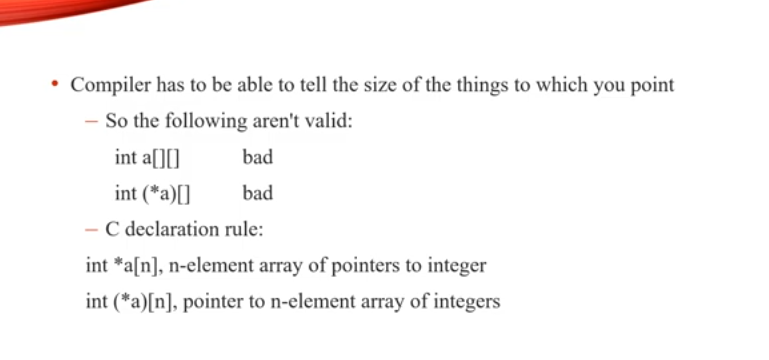 • Compiler has to be able to tell the size of the things to which you point
– So the following aren't valid:
int a[][] bad
int (*a)[] bad
– C declaration rule:
int *a[n], n-element array of pointers to integer
int (*a)[n], pointer to n-element array of integers